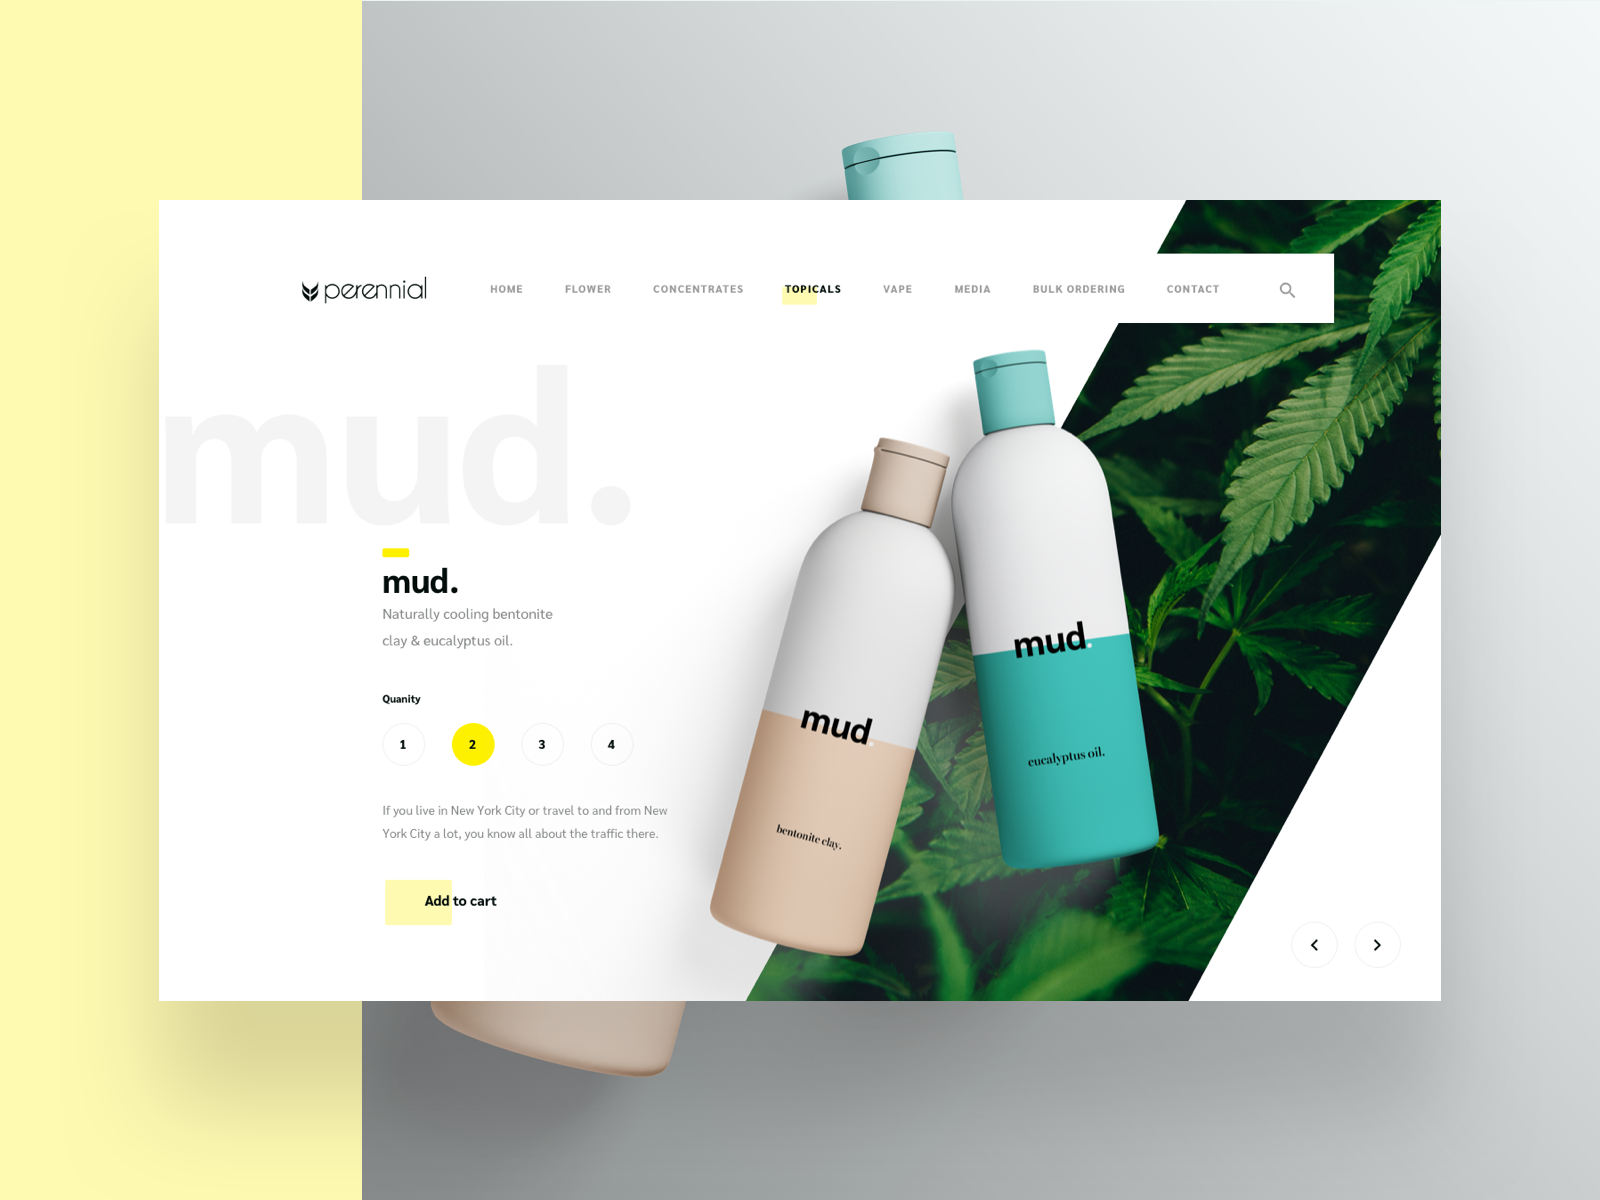 perennial
HOME FLOWER CONCENTRATES TOPICALS VAPE MEDIA BULK ORDERING CONTACT
mud.
mud.
Naturally cooling bentonite
clay & eucalyptus oil.
Quanity
1 2 3 4
If you live in New York City or travel to and from New
York City a lot, you know all about the traffic there.
Add to cart
mud.
bentonite clay.
mud.
eucalyptus oil.